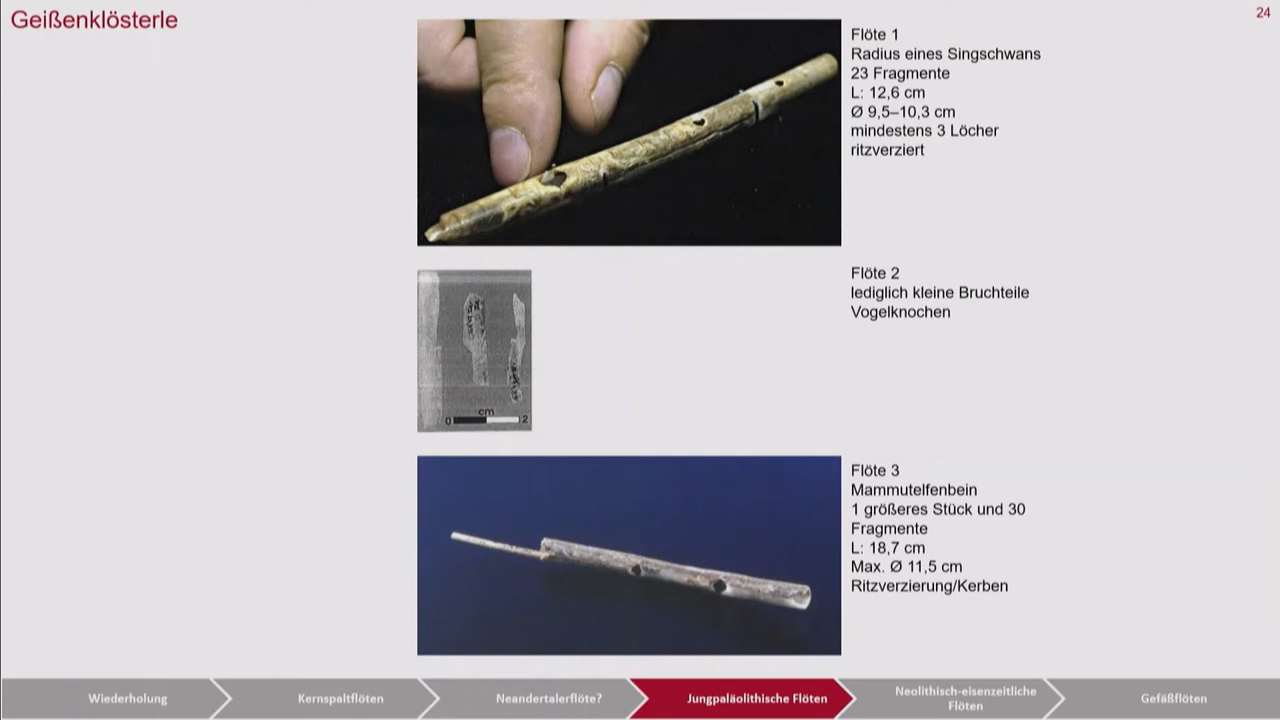 Geißenklösterle
24
Flöte 1
Radius eines Singschwans
23 Fragmente
L: 12,6 cm
Ø 9,5–10,3 cm
mindestens 3 Löcher
ritzverziert
Flöte 2
lediglich kleine Bruchteile
Vogelknochen
cm
0 2
Flöte 3
Mammutelfenbein
1 größeres Stück und 30
Fragmente
L: 18,7 cm
Max. Ø 11,5 cm
Ritzverzierung/Kerben
Wiederholung
Kernspaltflöten
Neandertalerflöte?
Jungpaläolithische Flöten
Neolithisch-eisenzeitliche
Flöten
Gefäßflöten